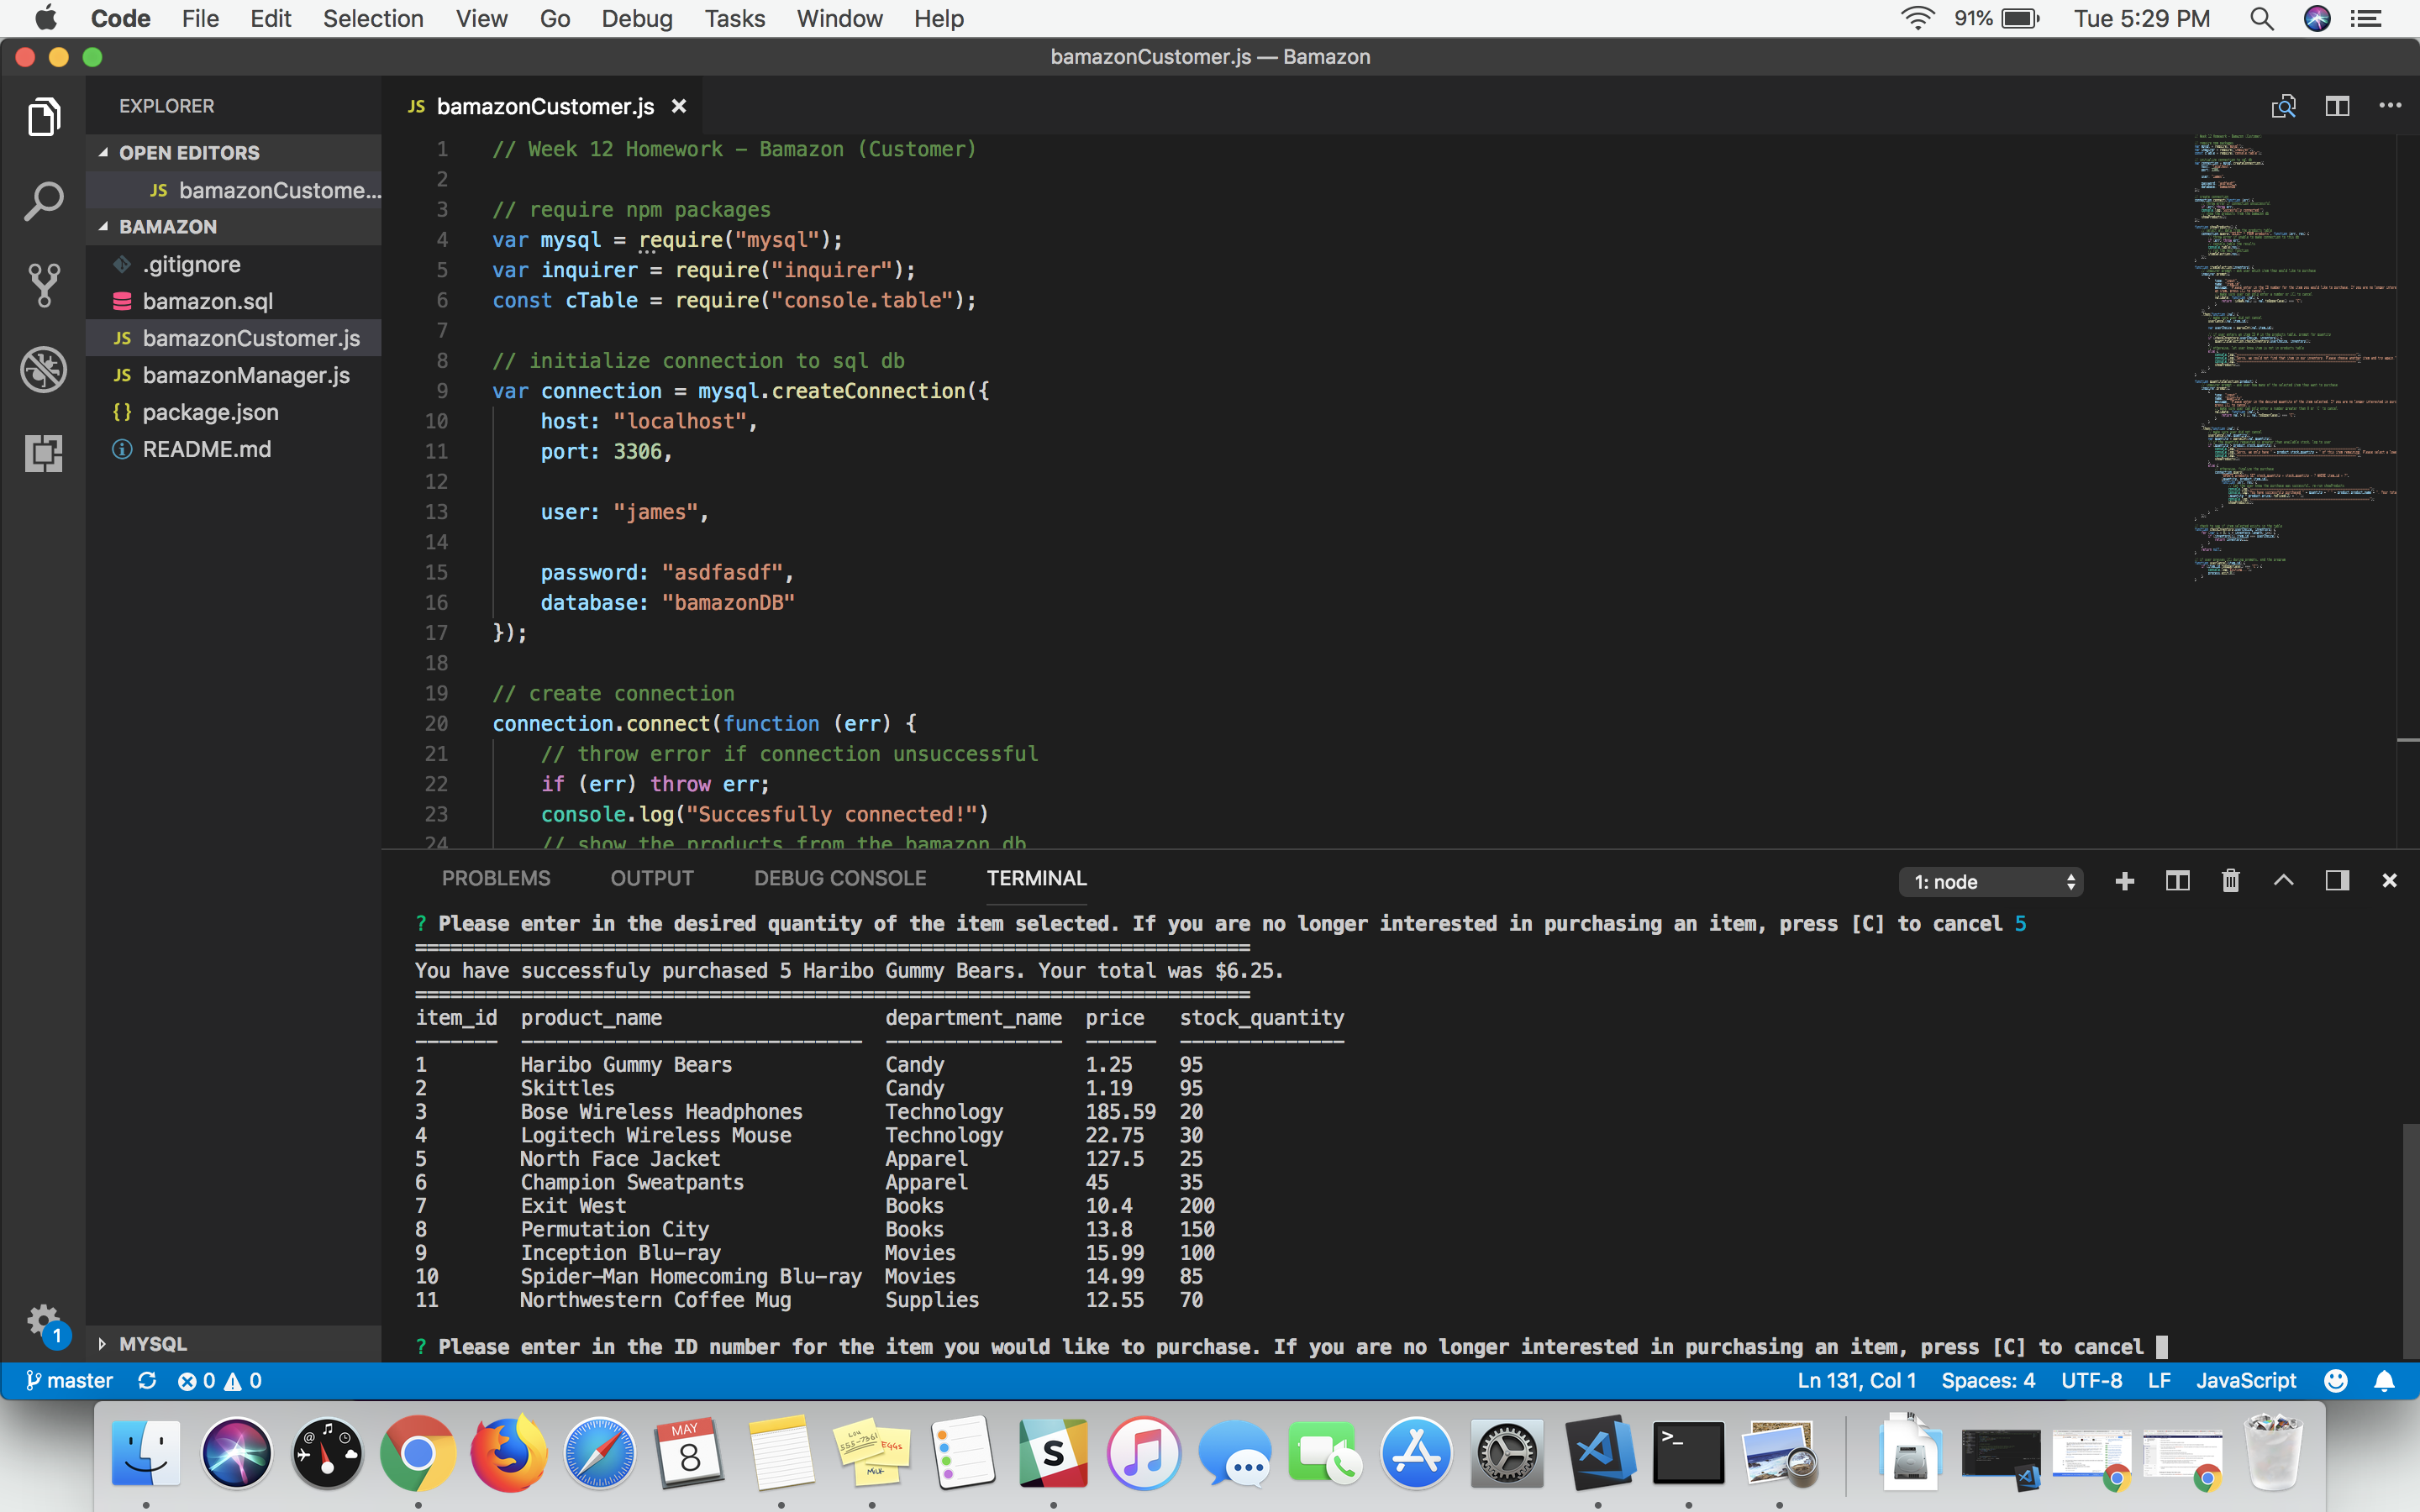 Code File Edit Selection View Go Debug Tasks Window Help 91% Tue 5:29 PM
bamazonCustomer.js — Bamazon
EXPLORER
OPEN EDITORS
JS bamazonCustome...
BAMAZON
.gitignore
bamazon.sql
JS bamazonCustomer.js
JS bamazonManager.js
{} package.json
README.md
MYSQL
1
JS bamazonCustomer.js ×
1 // Week 12 Homework – Bamazon (Customer)
2
3 // require npm packages
4 var mysql = require("mysql");
5 var inquirer = require("inquirer");
6 const cTable = require("console.table");
7
8 // initialize connection to sql db
9 var connection = mysql.createConnection({
10 host: "localhost",
11 port: 3306,
12
13 user: "james",
14
15 password: "asdfasdf",
16 database: "bamazonDB"
17 });
18
19 // create connection
20 connection.connect(function (err) {
21 // throw error if connection unsuccessful
22 if (err) throw err;
23 console.log("Succesfully connected!")
24 // show the products from the bamazon db
PROBLEMS OUTPUT DEBUG CONSOLE TERMINAL 1: node
? Please enter in the desired quantity of the item selected. If you are no longer interested in purchasing an item, press [C] to cancel 5
=======================================================================
You have successfuly purchased 5 Haribo Gummy Bears. Your total was $6.25.
=======================================================================
item_id product_name department_name price stock_quantity
------- ----------------------------- --------------- ------ --------------
1 Haribo Gummy Bears Candy 1.25 95
2 Skittles Candy 1.19 95
3 Bose Wireless Headphones Technology 185.59 20
4 Logitech Wireless Mouse Technology 22.75 30
5 North Face Jacket Apparel 127.5 25
6 Champion Sweatpants Apparel 45 35
7 Exit West Books 10.4 200
8 Permutation City Books 13.8 150
9 Inception Blu-ray Movies 15.99 100
10 Spider-Man Homecoming Blu-ray Movies 14.99 85
11 Northwestern Coffee Mug Supplies 12.55 70
? Please enter in the ID number for the item you would like to purchase. If you are no longer interested in purchasing an item, press [C] to cancel
master 0 0 Ln 131, Col 1 Spaces: 4 UTF-8 LF JavaScript
MAY
8
EGGS
MILK
S
>_